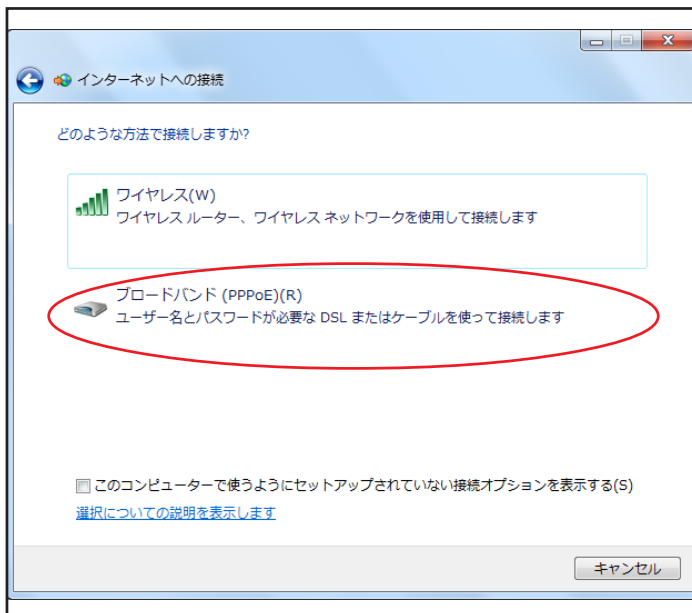 インターネットへの接続
どのような方法で接続しますか?
ワイヤレス(W)
ワイヤレス ルーター、ワイヤレス ネットワークを使用して接続します
ブロードバンド (PPPoE)(R)
ユーザー名とパスワードが必要な DSL またはケーブルを使って接続します
このコンピューターで使うようにセットアップされていない接続オプションを表示する(S)
選択についての説明を表示します
キャンセル